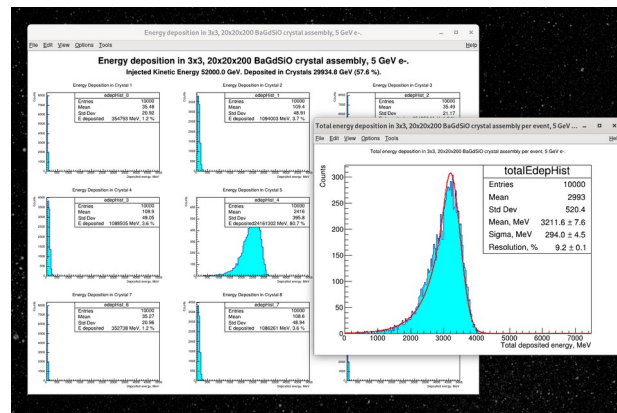 Energy deposition in 3x3, 20x20x200 BaGdSiO crystal assembly, 5 GeV e-.
File Edit View Options Tools Help
Energy deposition in 3x3, 20x20x200 BaGdSiO crystal assembly, 5 GeV e-.
Injected Kinetic Energy 52000.0 GeV. Deposited in Crystals 29934.8 GeV (57.6 %).
Energy Deposition in Crystal 1
edepHist_0
Entries 10000
Mean 35.48
Std Dev 20.92
E deposited 354793 MeV, 1.2 %
Energy Deposition in Crystal 2
edepHist_1
Entries 10000
Mean 109.4
Std Dev 48.91
E deposited 1094003 MeV, 3.7 %
Energy Deposition in Crystal 3
edepHist_2
Entries 10000
Mean 35.49
Std Dev 21.17
Energy Deposition in Crystal 4
edepHist_3
Entries 10000
Mean 108.9
Std Dev 49.05
E deposited 1088505 MeV, 3.6 %
Energy Deposition in Crystal 5
edepHist_4
Entries 10000
Mean 2416
Std Dev 395.8
E deposited 24161302 MeV, 80.7 %
Energy Deposition in Crystal 7
edepHist_6
Entries 10000
Mean 35.27
Std Dev 20.96
E deposited 352738 MeV, 1.2 %
Energy Deposition in Crystal 8
edepHist_7
Entries 10000
Mean 108.6
Std Dev 48.94
E deposited 1086261 MeV, 3.6 %
Total energy deposition in 3x3, 20x20x200 BaGdSiO crystal assembly per event, 5 GeV ...
File Edit View Options Tools Hel
Total energy deposition in 3x3, 20x20x200 BaGdSiO crystal assembly per event, 5 GeV e-.
Counts
300
250
200
150
100
50
0
0 1000 2000 3000 4000 5000 6000 7000
Total deposited energy, MeV
totalEdepHist
Entries 10000
Mean 2993
Std Dev 520.4
Mean, MeV 3211.6 ± 7.6
Sigma, MeV 294.0 ± 4.5
Resolution, % 9.2 ± 0.1